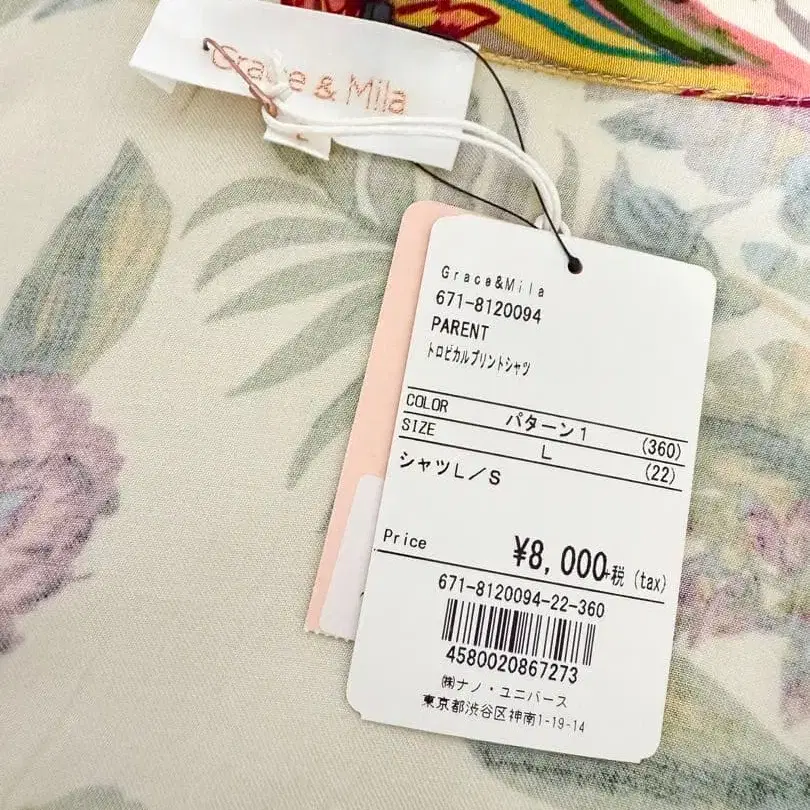 Grace & Mila
L
Grace&Mila
671-8120094
PARENT
トロピカルプリントシャツ
COLOR パターン1 (360)
SIZE L (22)
シャツL/S
Price ¥8,000+税 (tax)
671-8120094-22-360
4580020867273
㈱ナノ・ユニバース
東京都渋谷区神南1-19-14